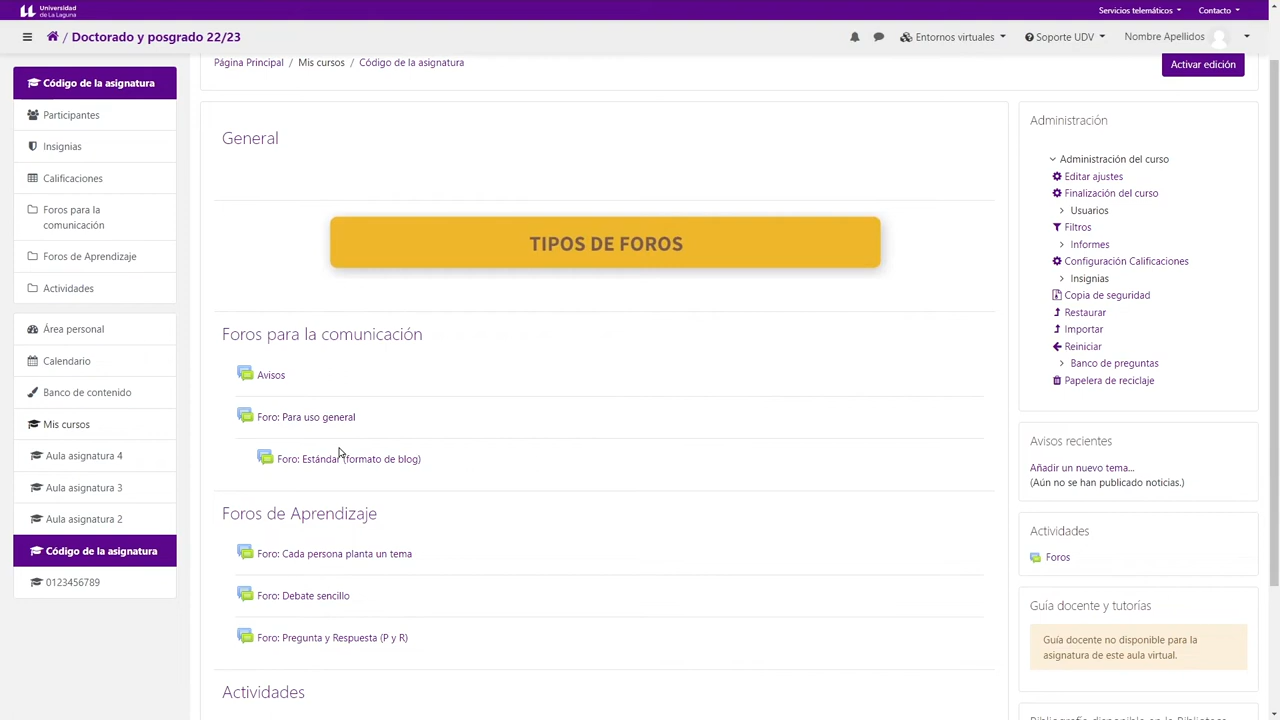 Universidad
de La Laguna
Servicios telemáticos
Contacto
/ Doctorado y posgrado 22/23
Entornos virtuales
Soporte UDV
Nombre Apellidos
Código de la asignatura
Participantes
Insignias
Calificaciones
Foros para la
comunicación
Foros de Aprendizaje
Actividades
Área personal
Calendario
Banco de contenido
Mis cursos
Aula asignatura 4
Aula asignatura 3
Aula asignatura 2
Código de la asignatura
0123456789
Página Principal / Mis cursos / Código de la asignatura
Activar edición
General
TIPOS DE FOROS
Foros para la comunicación
Avisos
Foro: Para uso general
Foro: Estándar (formato de blog)
Foros de Aprendizaje
Foro: Cada persona planta un tema
Foro: Debate sencillo
Foro: Pregunta y Respuesta (P y R)
Actividades
Administración
Administración del curso
Editar ajustes
Finalización del curso
Usuarios
Filtros
Informes
Configuración Calificaciones
Insignias
Copia de seguridad
Restaurar
Importar
Reiniciar
Banco de preguntas
Papelera de reciclaje
Avisos recientes
Añadir un nuevo tema...
(Aún no se han publicado noticias.)
Actividades
Foros
Guía docente y tutorías
Guía docente no disponible para la
asignatura de este aula virtual.
Bibliografía disponible en la Biblioteca